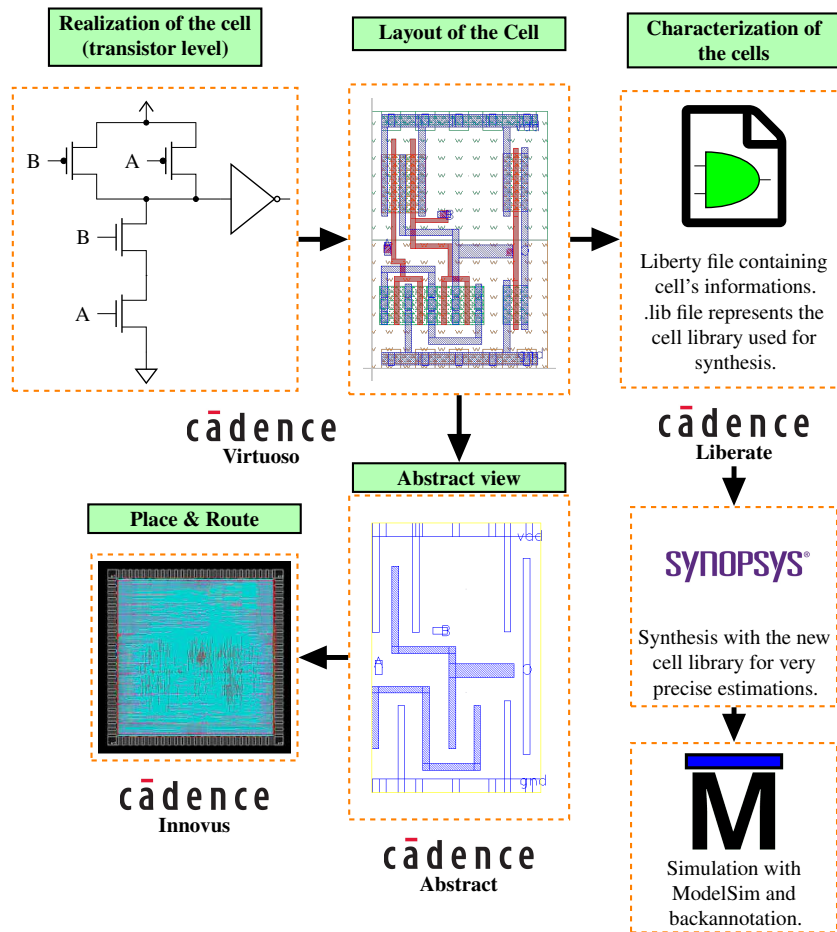 Realization of the cell
(transistor level)
B
A
B
A
cadence
Virtuoso
Layout of the Cell
vdd
gnd
Characterization of
the cells
Liberty file containing
cell's informations.
.lib file represents the
cell library used for
synthesis.
cādence
Liberate
Abstract view
vdd
B
A
gnd
cādence
Abstract
Place & Route
cādence
Innovus
SYNOPSYS®
Synthesis with the new
cell library for very
precise estimations.
M
Simulation with
ModelSim and
backannotation.